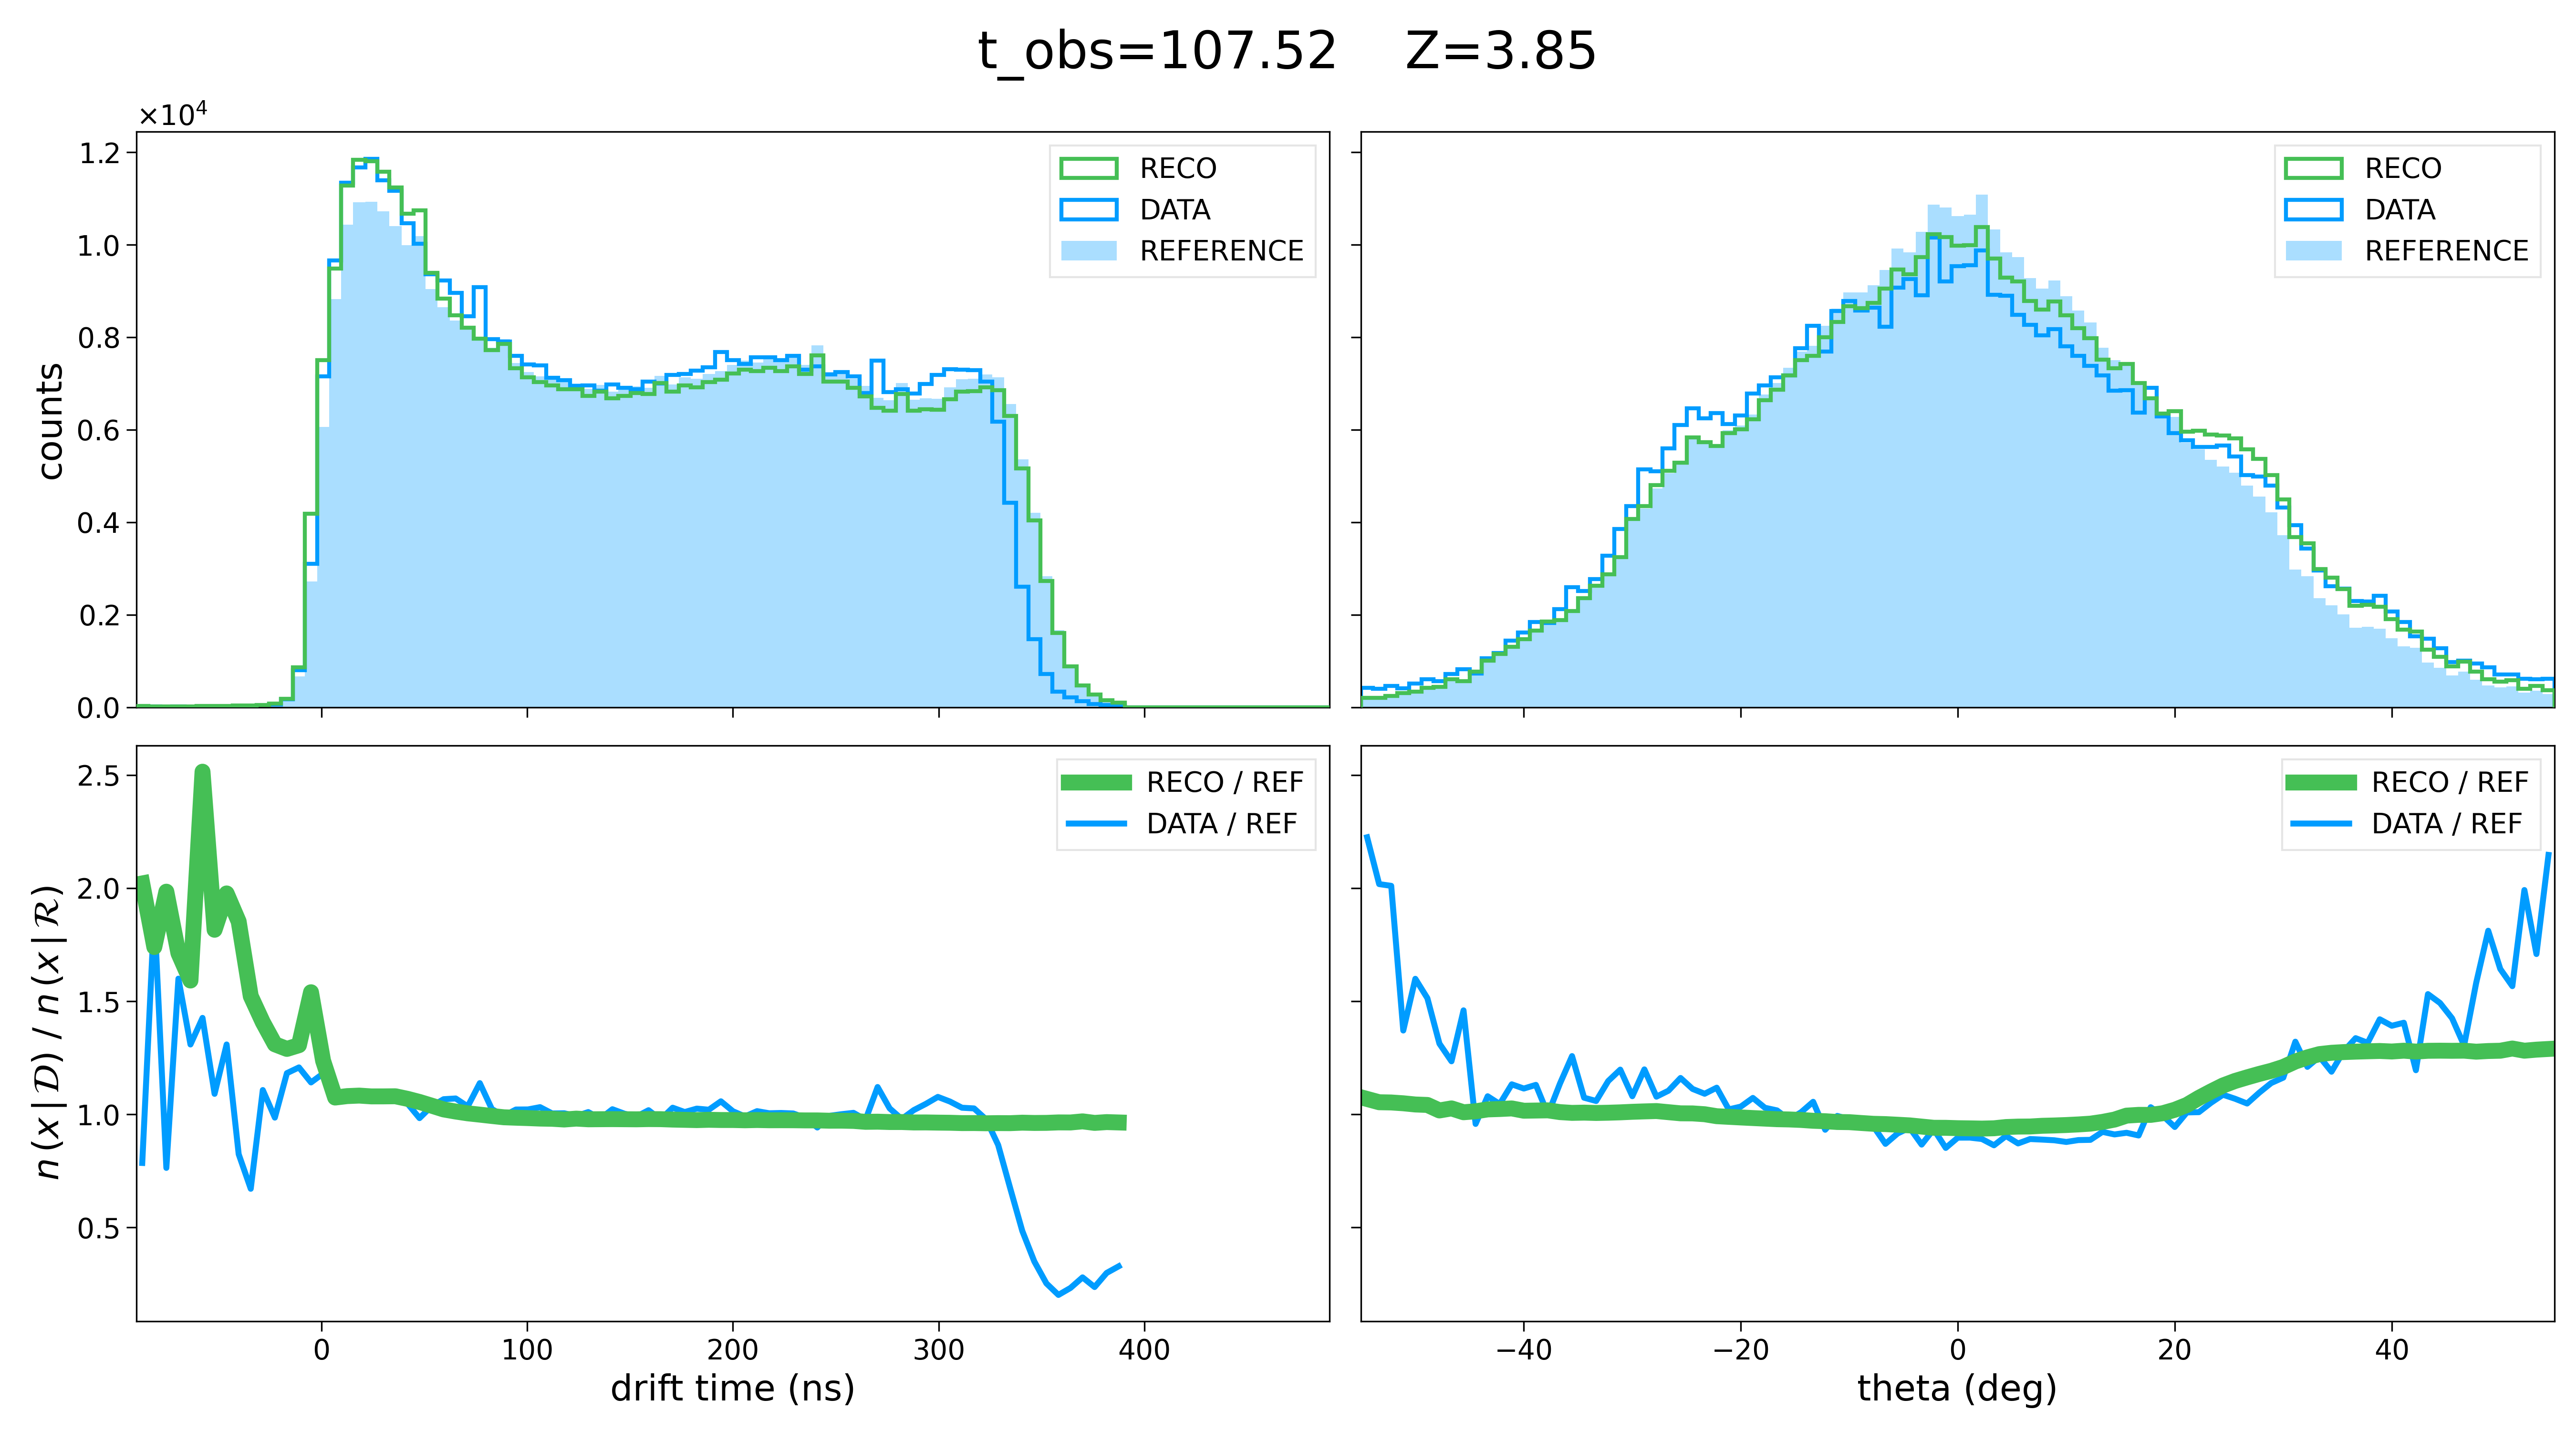 t_obs=107.52    Z=3.85
×10⁴
1.2
1.0
0.8
0.6
0.4
0.2
0.0
counts
RECO
DATA
REFERENCE
RECO
DATA
REFERENCE
2.5
2.0
1.5
1.0
0.5
n(x|𝒟) / n(x|ℛ)
RECO / REF
DATA / REF
0 100 200 300 400
drift time (ns)
RECO / REF
DATA / REF
−40 −20 0 20 40
theta (deg)